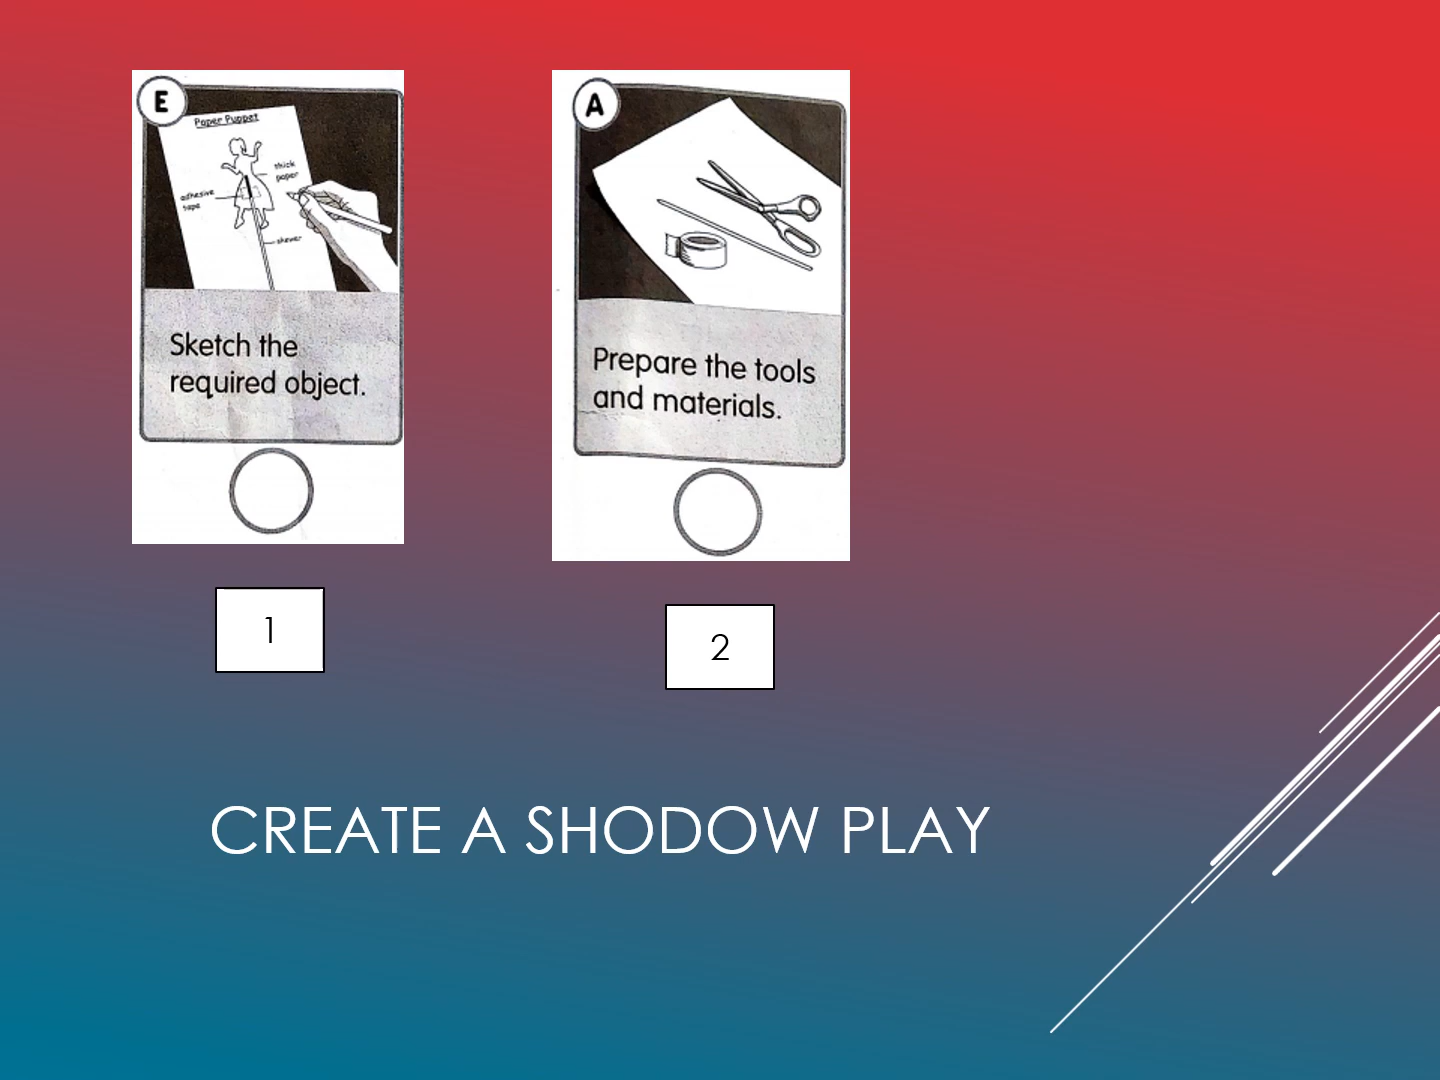 E
Paper Puppet
thick
paper
adhesive
tape
skewer
Sketch the
required object.
1
A
Prepare the tools
and materials.
2
CREATE A SHODOW PLAY